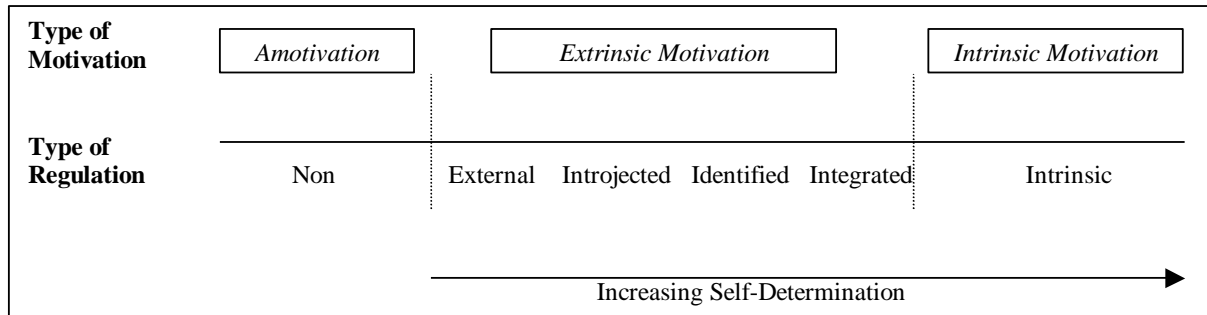 Type of
Motivation
Amotivation
Extrinsic Motivation
Intrinsic Motivation
Type of
Regulation
Non
External
Introjected
Identified
Integrated
Intrinsic
Increasing Self-Determination